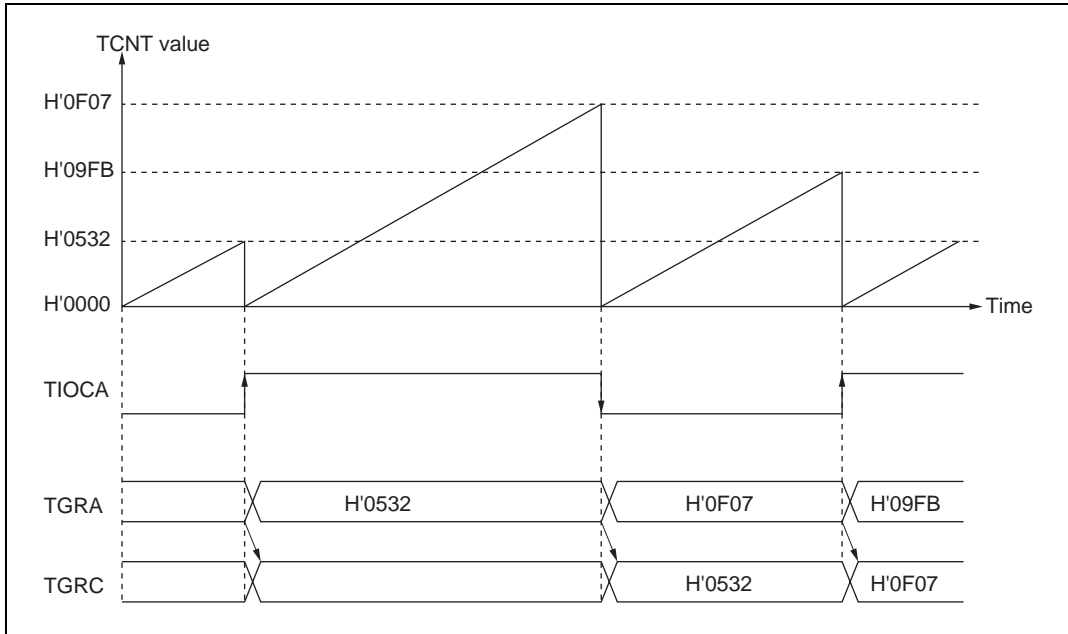 TCNT value
H'0F07
H'09FB
H'0532
H'0000
Time
TIOCA
TGRA
H'0532
H'0F07
H'09FB
TGRC
H'0532
H'0F07